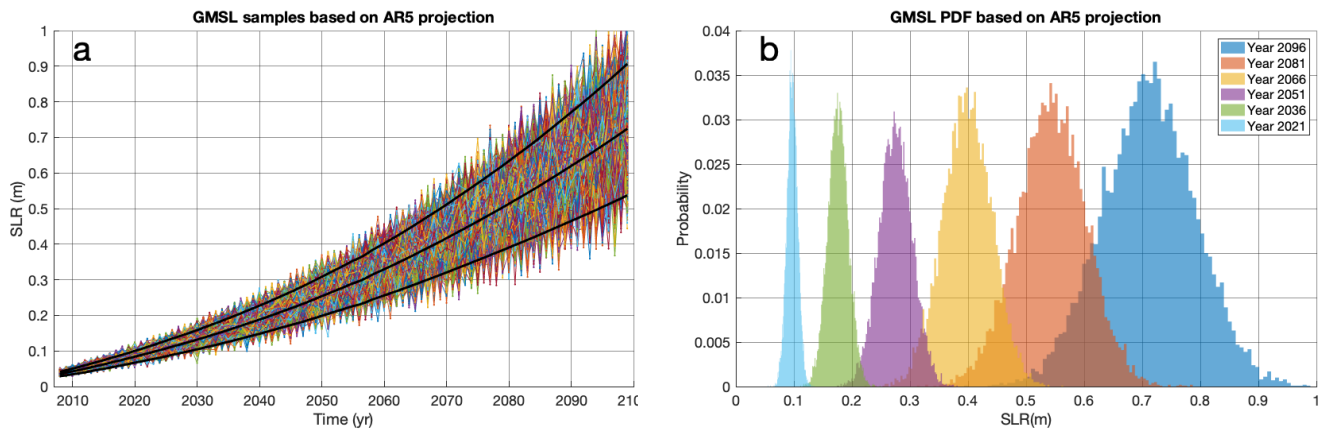 GMSL samples based on AR5 projection
a
1
0.9
0.8
0.7
0.6
0.5
0.4
0.3
0.2
0.1
0
SLR (m)
2010 2020 2030 2040 2050 2060 2070 2080 2090 210
Time (yr)
GMSL PDF based on AR5 projection
b
0.04
0.035
0.03
0.025
0.02
0.015
0.01
0.005
0
Probability
Year 2096
Year 2081
Year 2066
Year 2051
Year 2036
Year 2021
0 0.1 0.2 0.3 0.4 0.5 0.6 0.7 0.8 0.9 1
SLR(m)